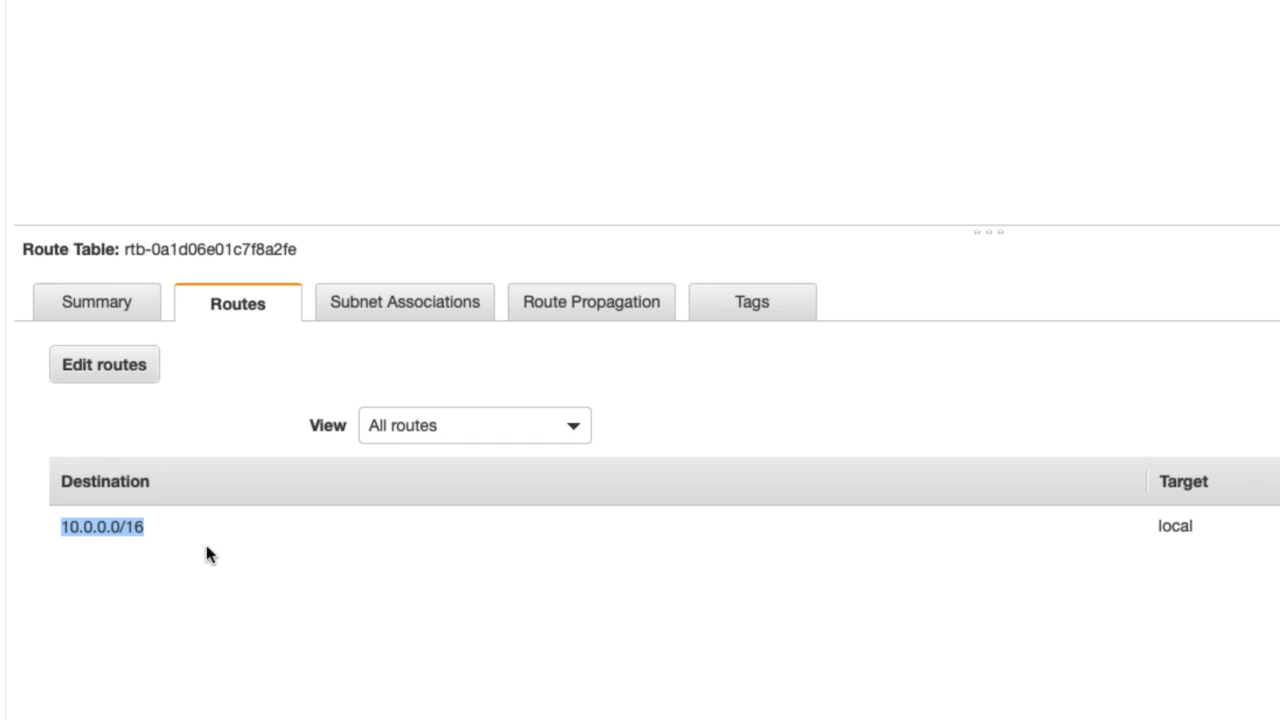 Route Table: rtb-0a1d06e01c7f8a2fe
Summary Routes Subnet Associations Route Propagation Tags
Edit routes
View All routes
Destination Target
10.0.0.0/16 local